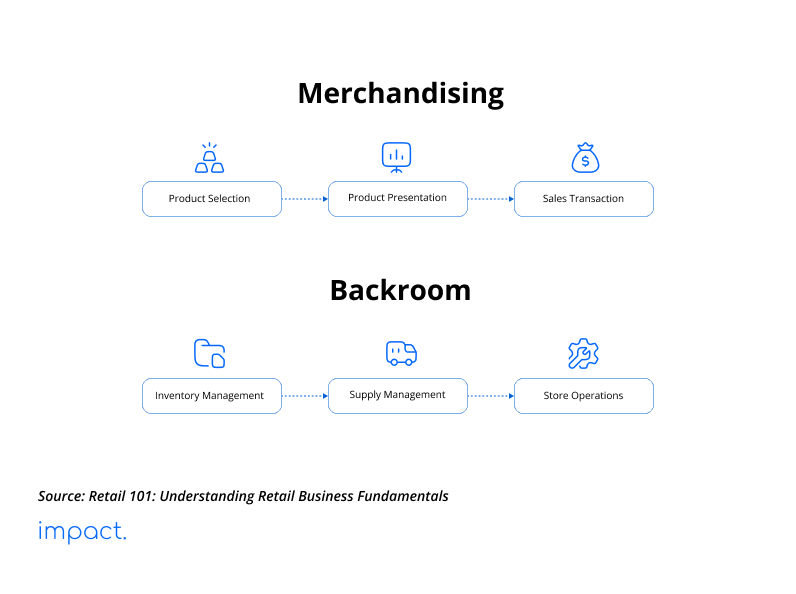 Merchandising
$
Product Selection
Product Presentation
Sales Transaction
Backroom
Inventory Management
Supply Management
Store Operations
Source: Retail 101: Understanding Retail Business Fundamentals
impact.